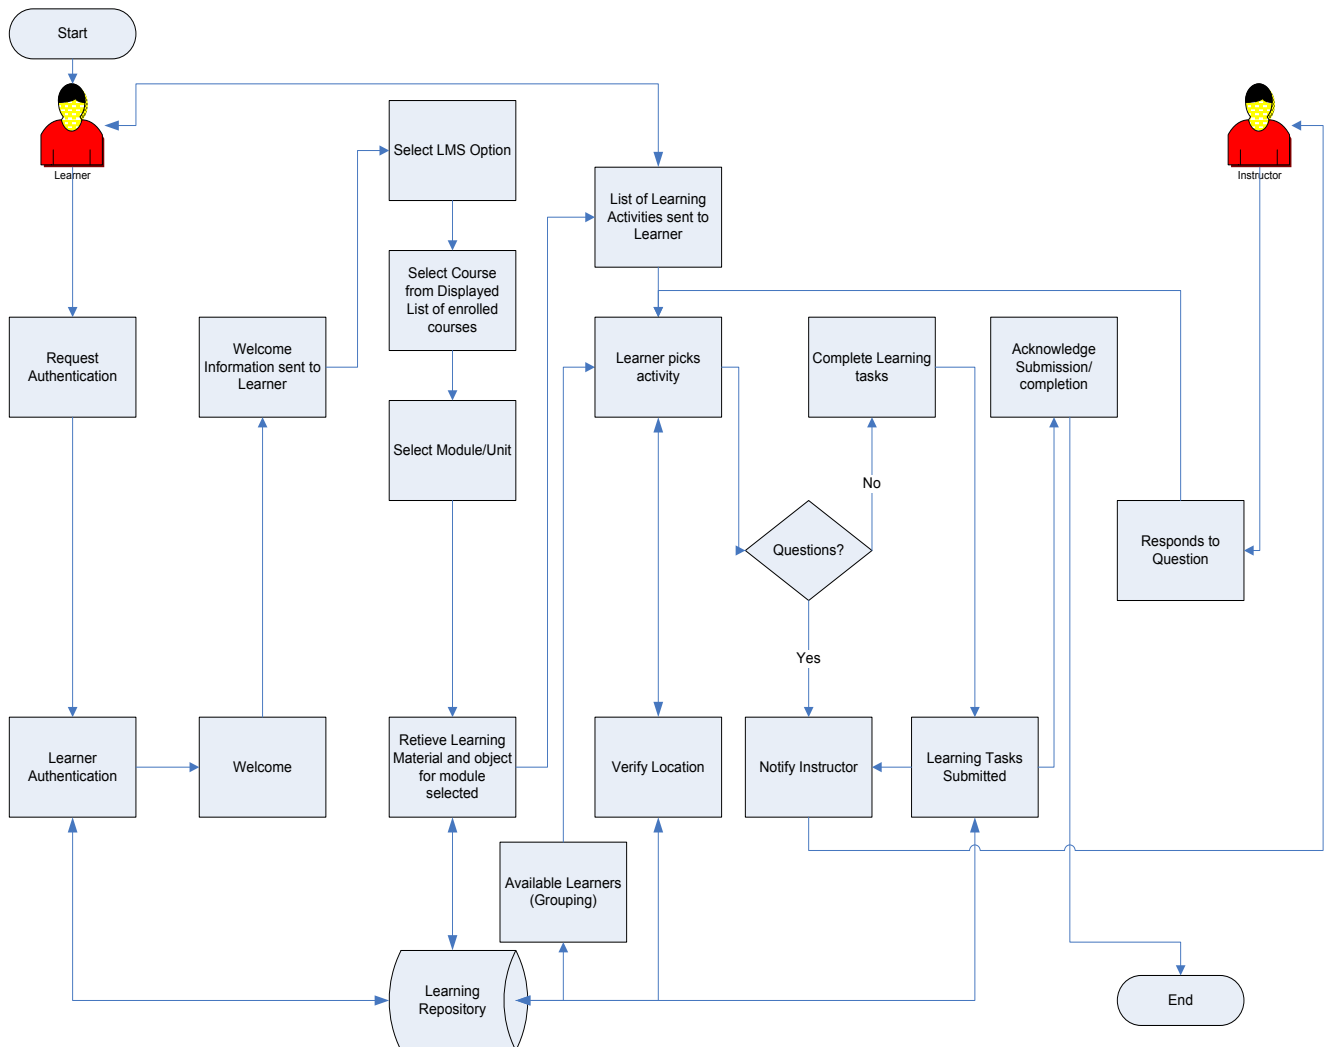 Start
Learner
Instructor
Select LMS Option
List of Learning
Activities sent to
Learner
Select Course
from Displayed
List of enrolled
courses
Request
Authentication
Welcome
Information sent to
Learner
Learner picks
activity
Complete Learning
tasks
Acknowledge
Submission/
completion
Select Module/Unit
No
Questions?
Responds to
Question
Yes
Learner
Authentication
Welcome
Retieve Learning
Material and object
for module
selected
Verify Location
Notify Instructor
Learning Tasks
Submitted
Available Learners
(Grouping)
Learning
Repository
End